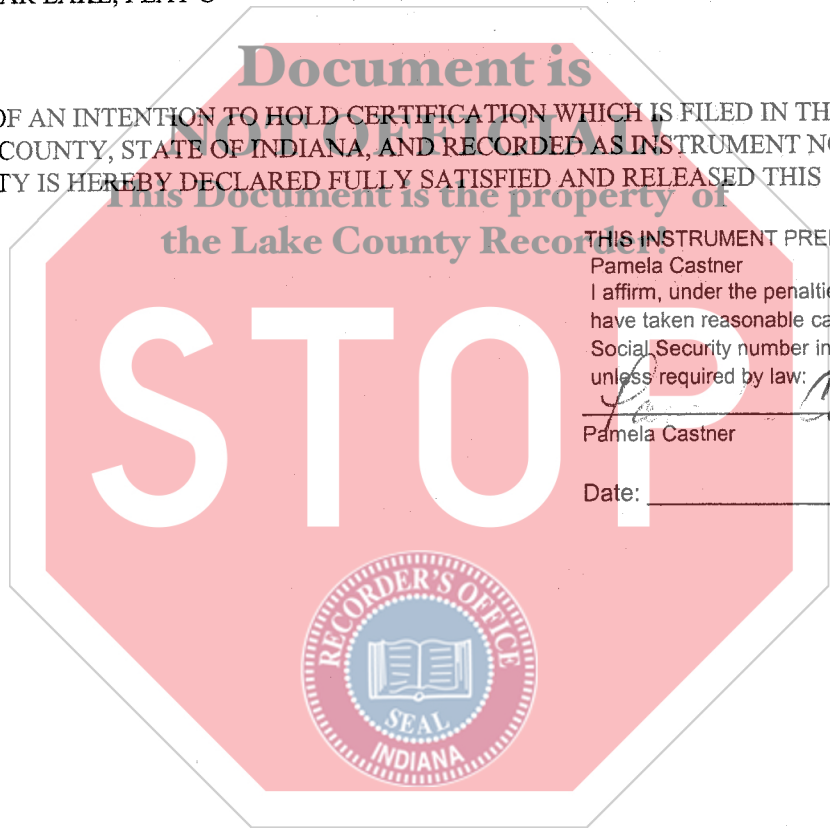 AR LAKE, PLAT C
Document is
OF AN INTENTION TO HOLD CERTIFICATION WHICH IS FILED IN TH
NOT OFFICIAL!
COUNTY, STATE OF INDIANA, AND RECORDED AS INSTRUMENT NO
TY IS HEREBY DECLARED FULLY SATISFIED AND RELEASED THIS
This Document is the property of
the Lake County Recorder!
THIS INSTRUMENT PREP
Pamela Castner
I affirm, under the penaltie
have taken reasonable ca
Social Security number in
unless required by law:
Pamela Castner
Date:
STOP
RECORDER'S OFFICE
SEAL
INDIANA